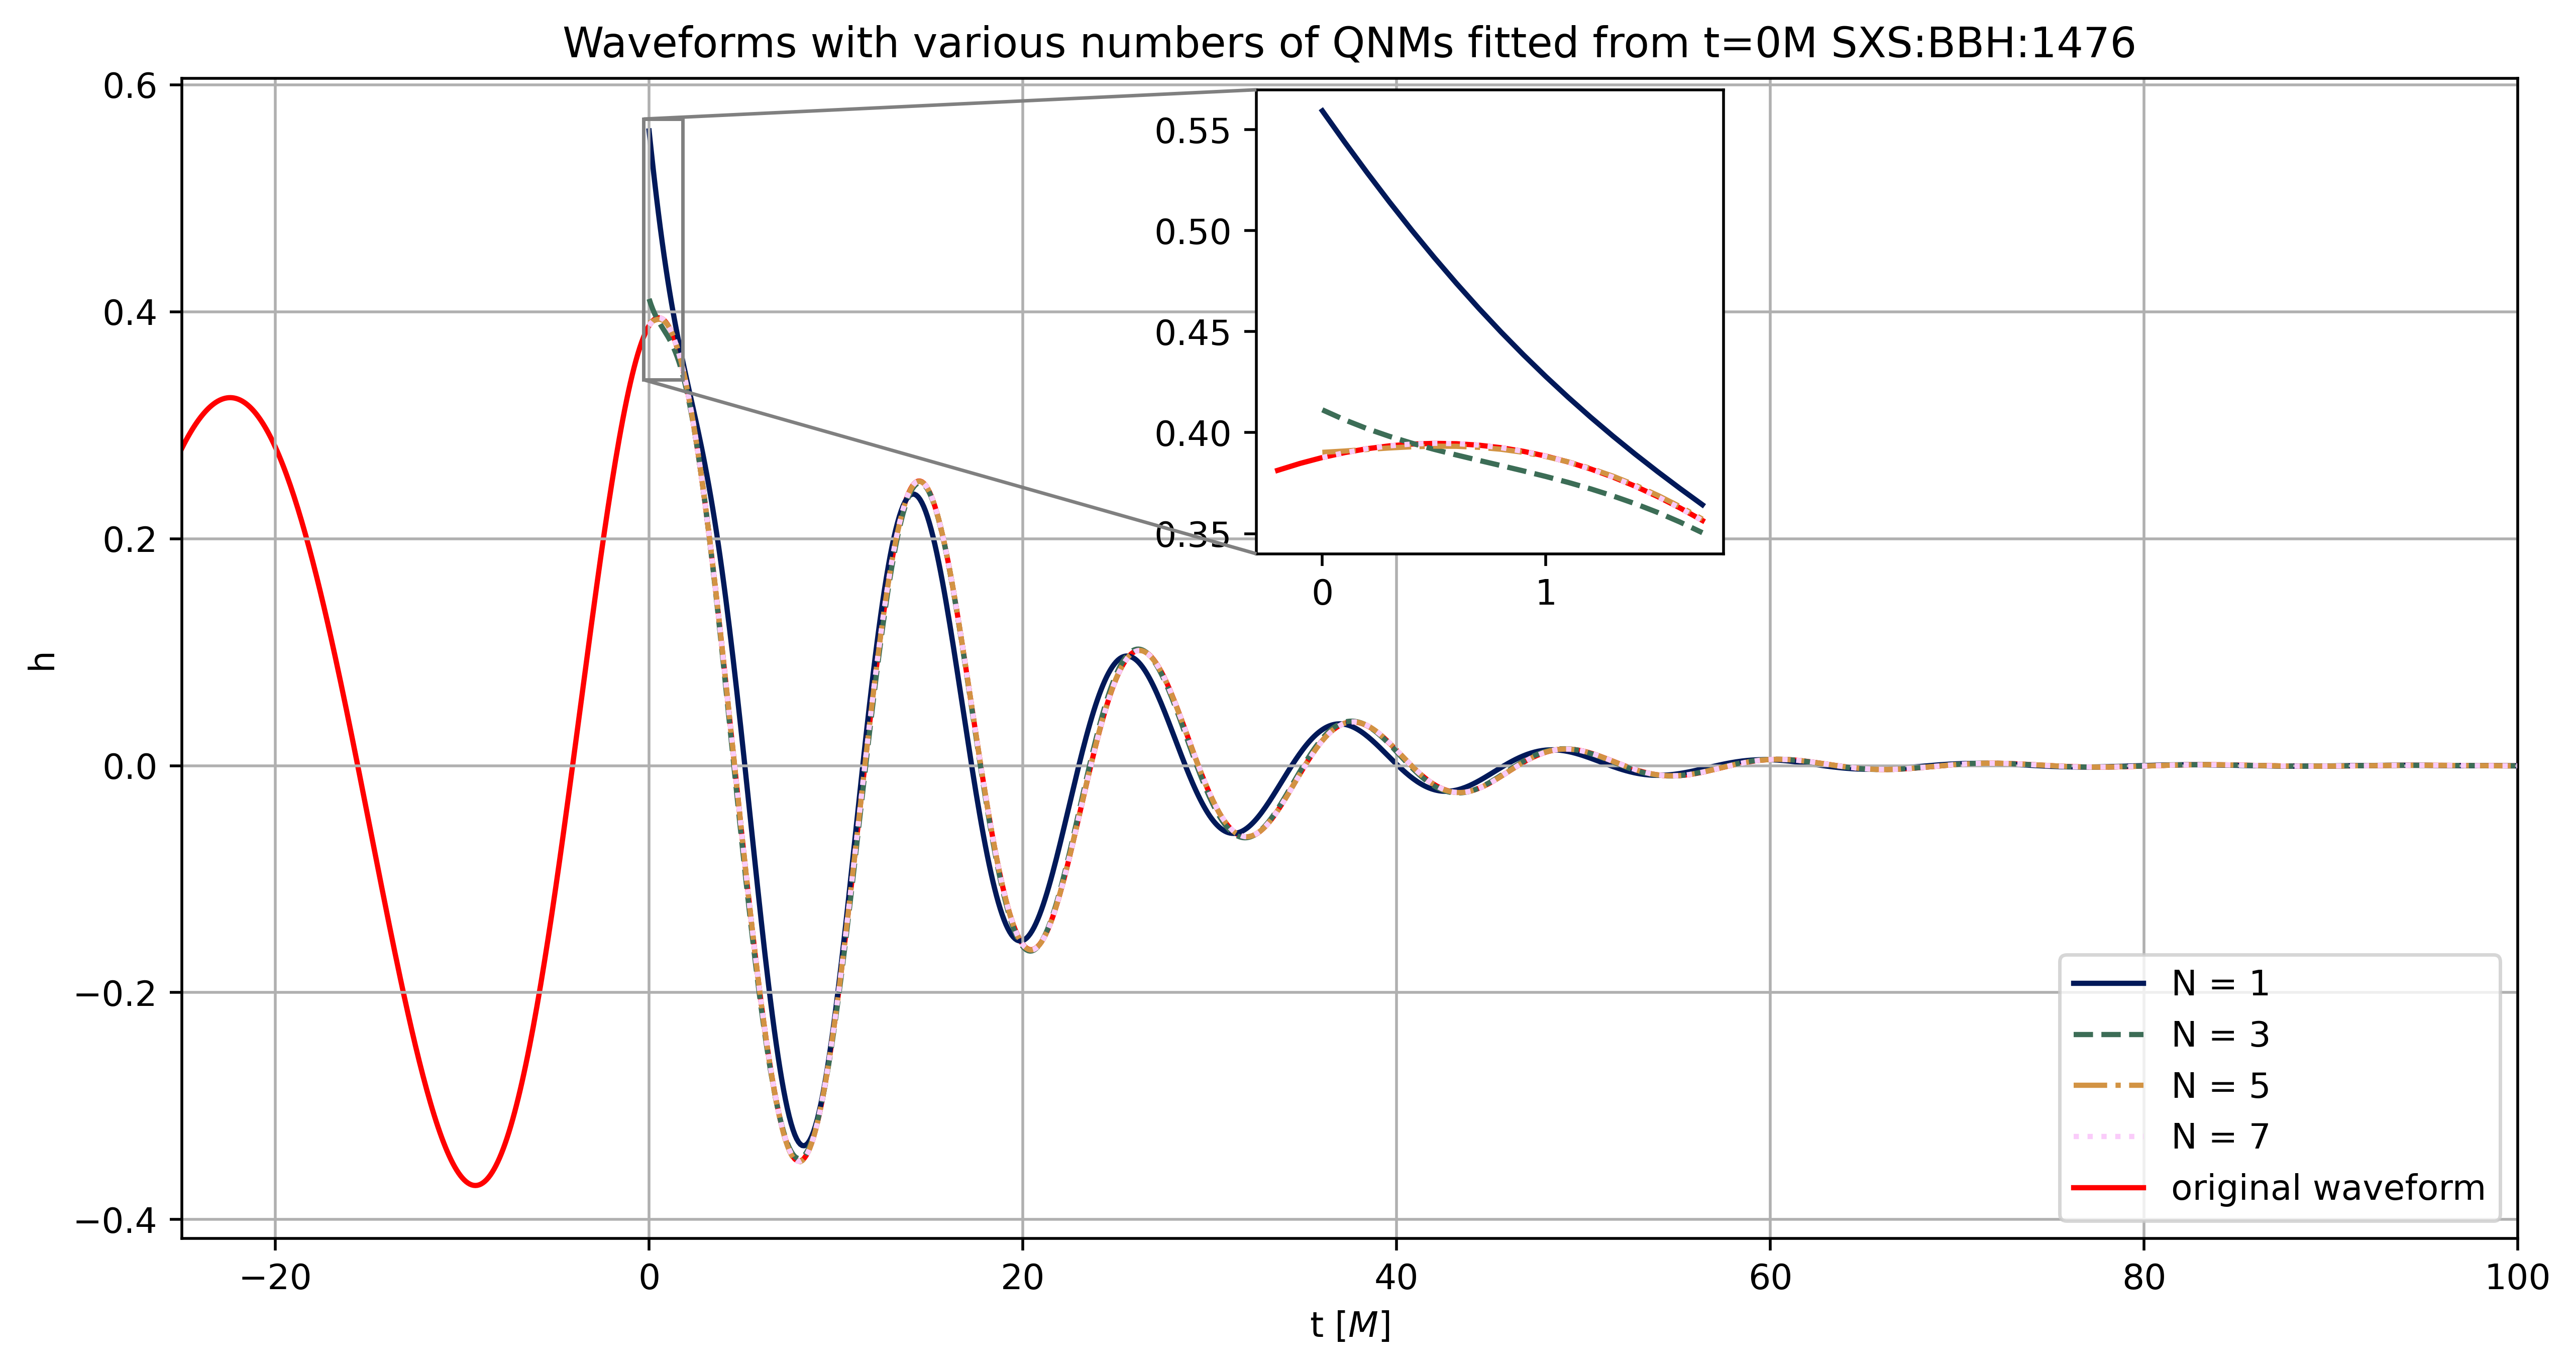 Waveforms with various numbers of QNMs fitted from t=0M SXS:BBH:1476
0.6
0.4
0.2
0.0
−0.2
−0.4
h
0.55
0.50
0.45
0.40
0.35
0
1
N = 1
N = 3
N = 5
N = 7
original waveform
−20
0
20
40
60
80
100
t [M]